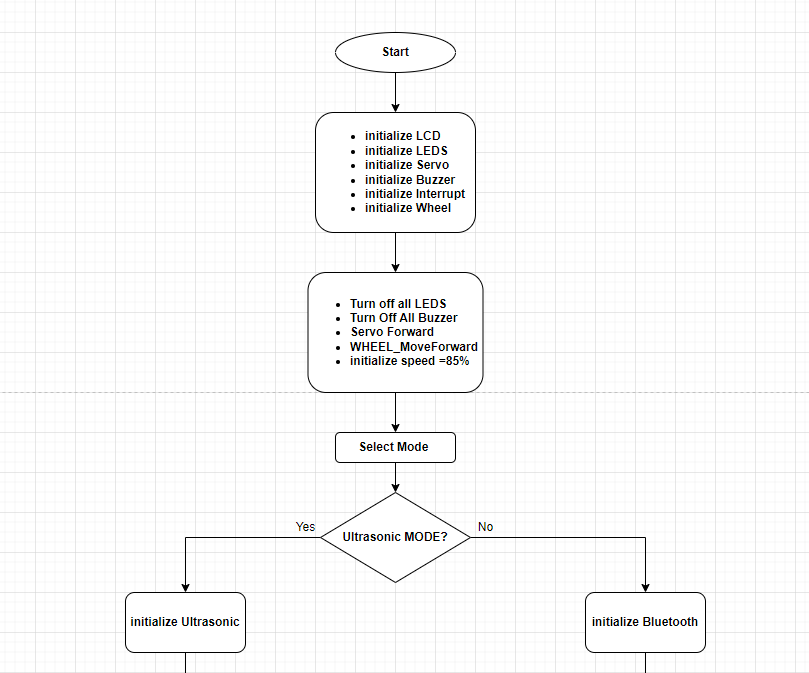 Start
initialize LCD
initialize LEDS
initialize Servo
initialize Buzzer
initialize Interrupt
initialize Wheel
Turn off all LEDS
Turn Off All Buzzer
Servo Forward
WHEEL_MoveForward
initialize speed =85%
Select Mode
Yes
Ultrasonic MODE?
No
initialize Ultrasonic
initialize Bluetooth